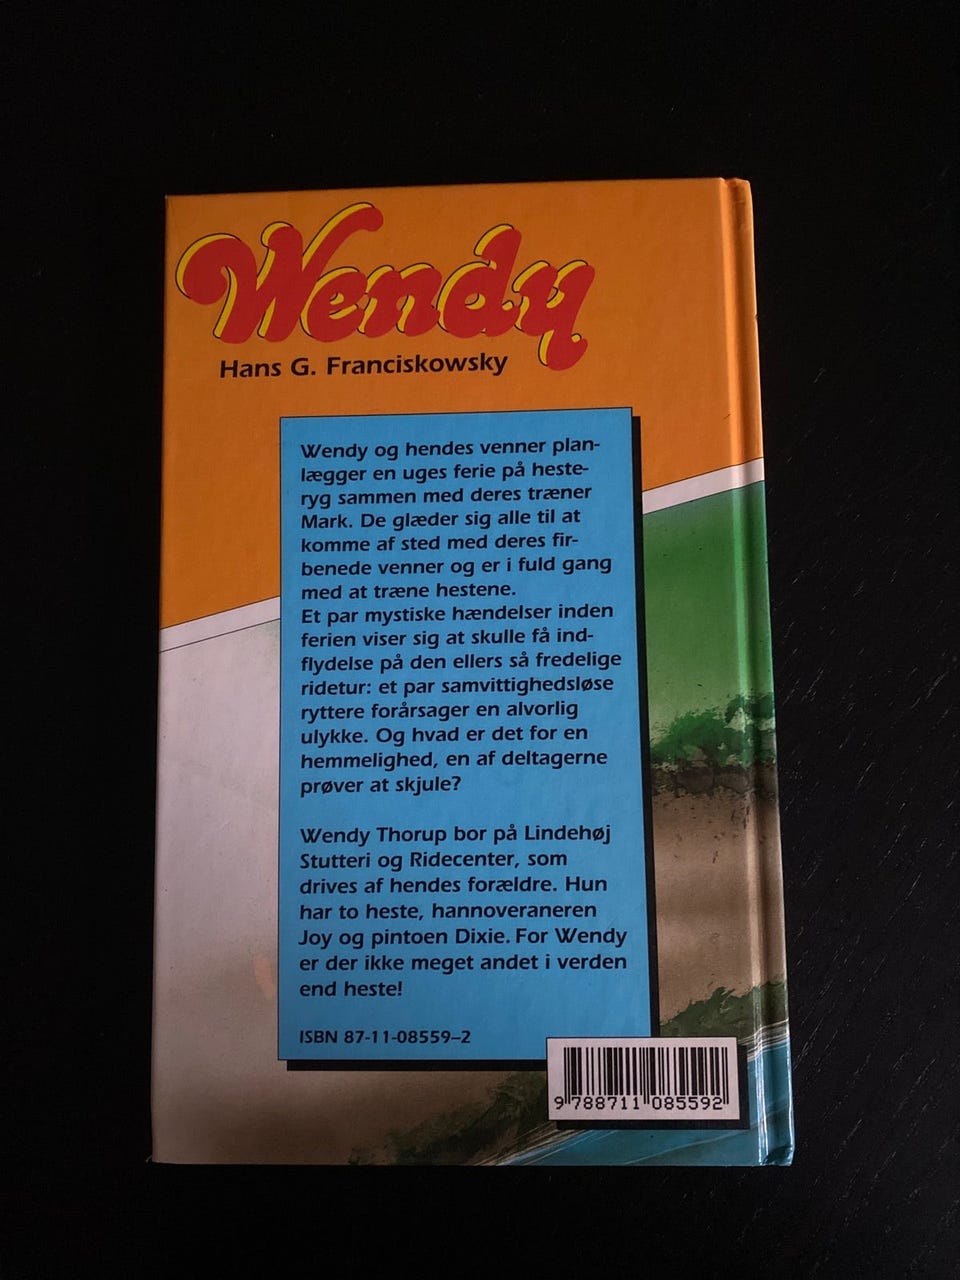 Wendy
Hans G. Franciskowsky
Wendy og hendes venner plan-
lægger en uges ferie på heste-
ryg sammen med deres træner
Mark. De glæder sig alle til at
komme af sted med deres fir-
benede venner og er i fuld gang
med at træne hestene.
Et par mystiske hændelser inden
ferien viser sig at skulle få ind-
flydelse på den ellers så fredelige
ridetur: et par samvittighedsløse
ryttere forårsager en alvorlig
ulykke. Og hvad er det for en
hemmelighed, en af deltagerne
prøver at skjule?
Wendy Thorup bor på Lindehøj
Stutteri og Ridecenter, som
drives af hendes forældre. Hun
har to heste, hannoveraneren
Joy og pintoen Dixie. For Wendy
er der ikke meget andet i verden
end heste!
ISBN 87-11-08559-2
9 788711 085592